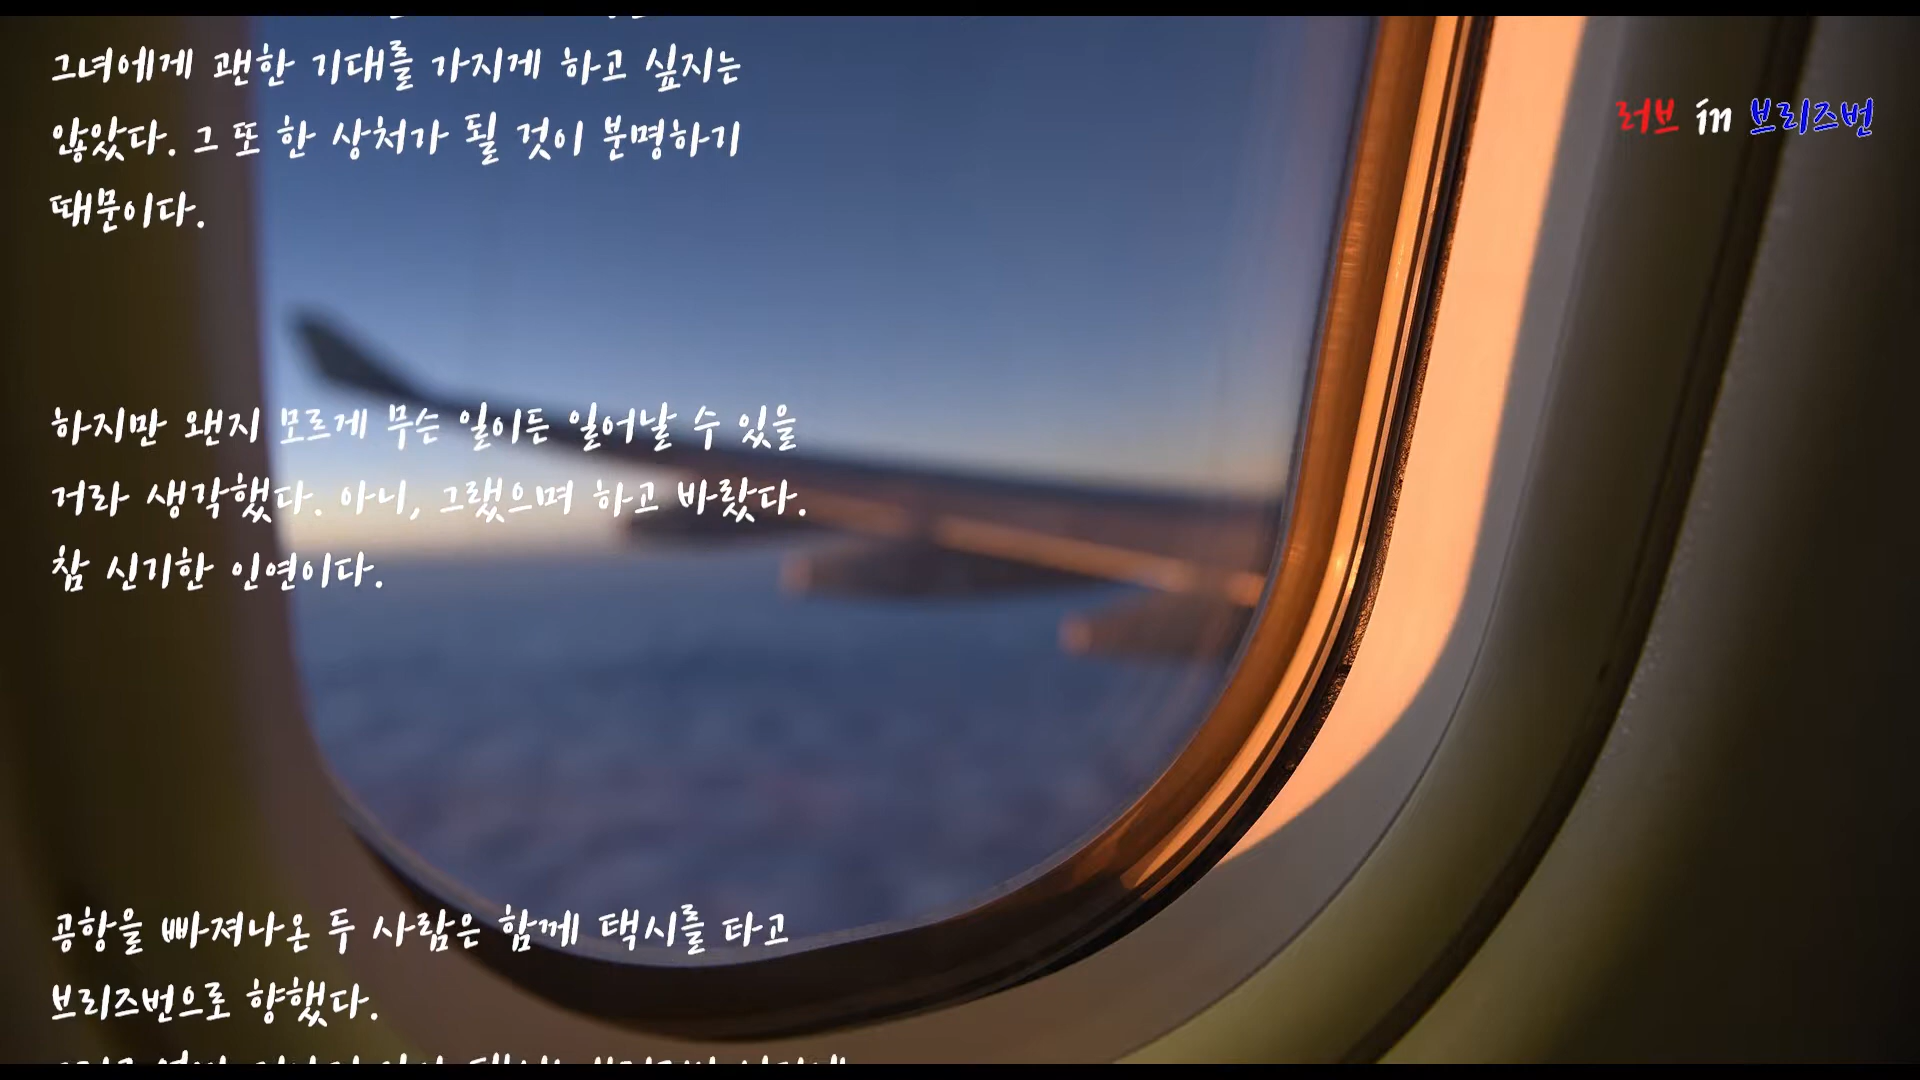 그녀에게 괜한 기대를 가지게 하고 싶지는
않았다. 그 또 한 상처가 될 것이 분명하기
때문이다.
하지만 왠지 모르게 무슨 일이든 일어날 수 있을
거라 생각했다. 아니, 그랬으며 하고 바랐다.
참 신기한 인연이다.
공항을 빠져나온 두 사람은 함께 택시를 타고
브리즈번으로 향했다.
러브 in 브리즈번